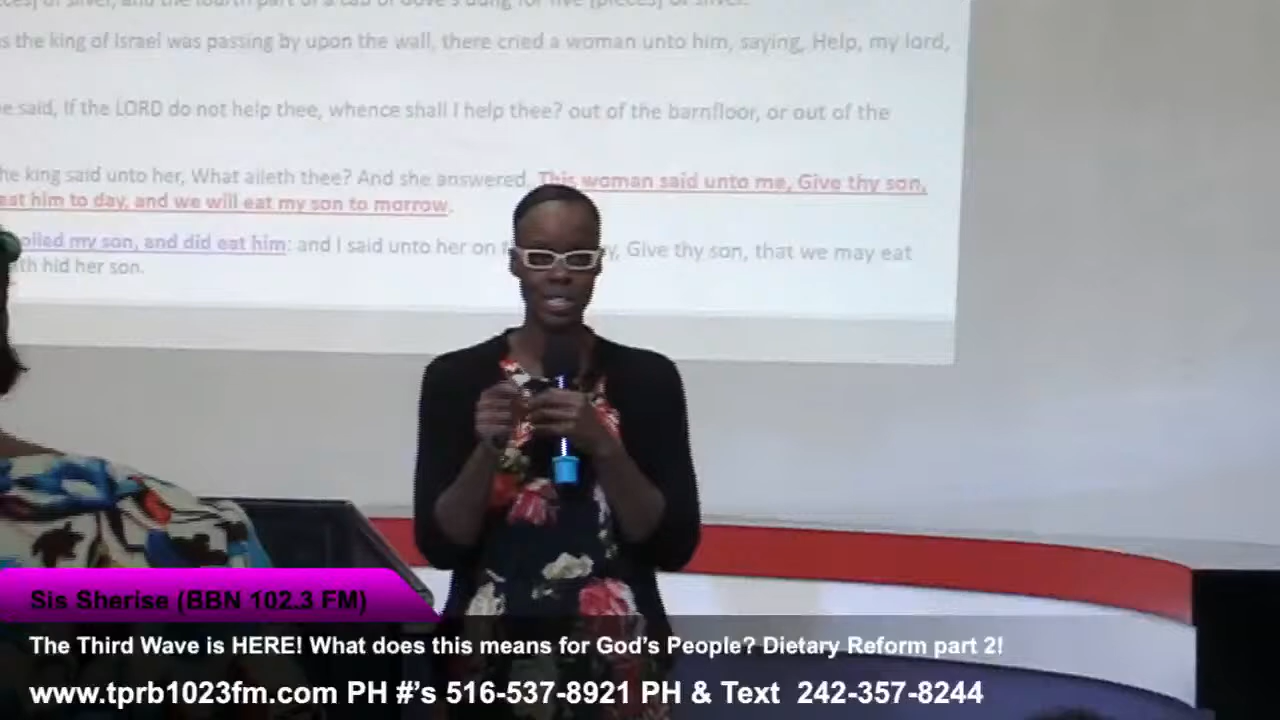 silver, and the fourth part of a cab of dove's dung for five [pieces] of silver.
s the king of Israel was passing by upon the wall, there cried a woman unto him, saying, Help, my lord,
e said, If the LORD do not help thee, whence shall I help thee? out of the barnfloor, or out of the
he king said unto her, What aileth thee? And she answered, This woman said unto me, Give thy son,
eat him to day, and we will eat my son to morrow.
oiled my son, and did eat him: and I said unto her on y, Give thy son, that we may eat
th hid her son.
Sis Sherise (BBN 102.3 FM)
The Third Wave is HERE! What does this means for God's People? Dietary Reform part 2!
www.tprb1023fm.com PH #'s 516-537-8921 PH & Text 242-357-8244